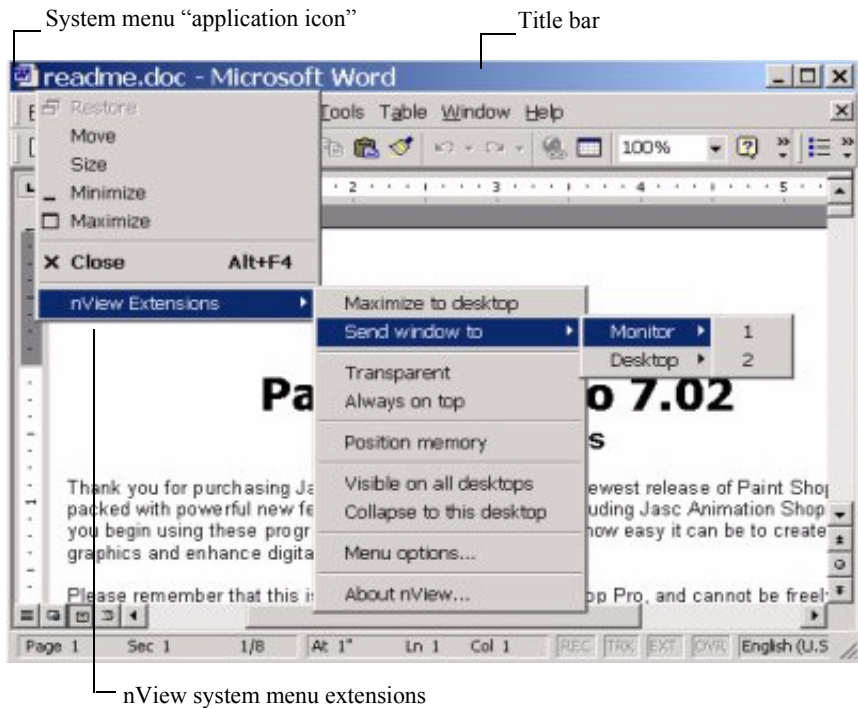 System menu “application icon”
Title bar
readme.doc - Microsoft Word
Restore
Tools Table Window Help
Move
100%
Size
Minimize
2 3 4 5
Maximize
Close Alt+F4
nView Extensions
Maximize to desktop
Send window to
Monitor 1
Desktop 2
Transparent
Always on top
Pa o 7.02
Position memory
s
Visible on all desktops
Collapse to this desktop
Menu options...
About nView...
Thank you for purchasing Ja ewest release of Paint Shop
packed with powerful new fe uding Jasc Animation Shop
you begin using these progr how easy it can be to create
graphics and enhance digita
Please remember that this i op Pro, and cannot be freel
Page 1 Sec 1 1/8 At 1" Ln 1 Col 1 REC TRK EXT OVR English (U.S
nView system menu extensions